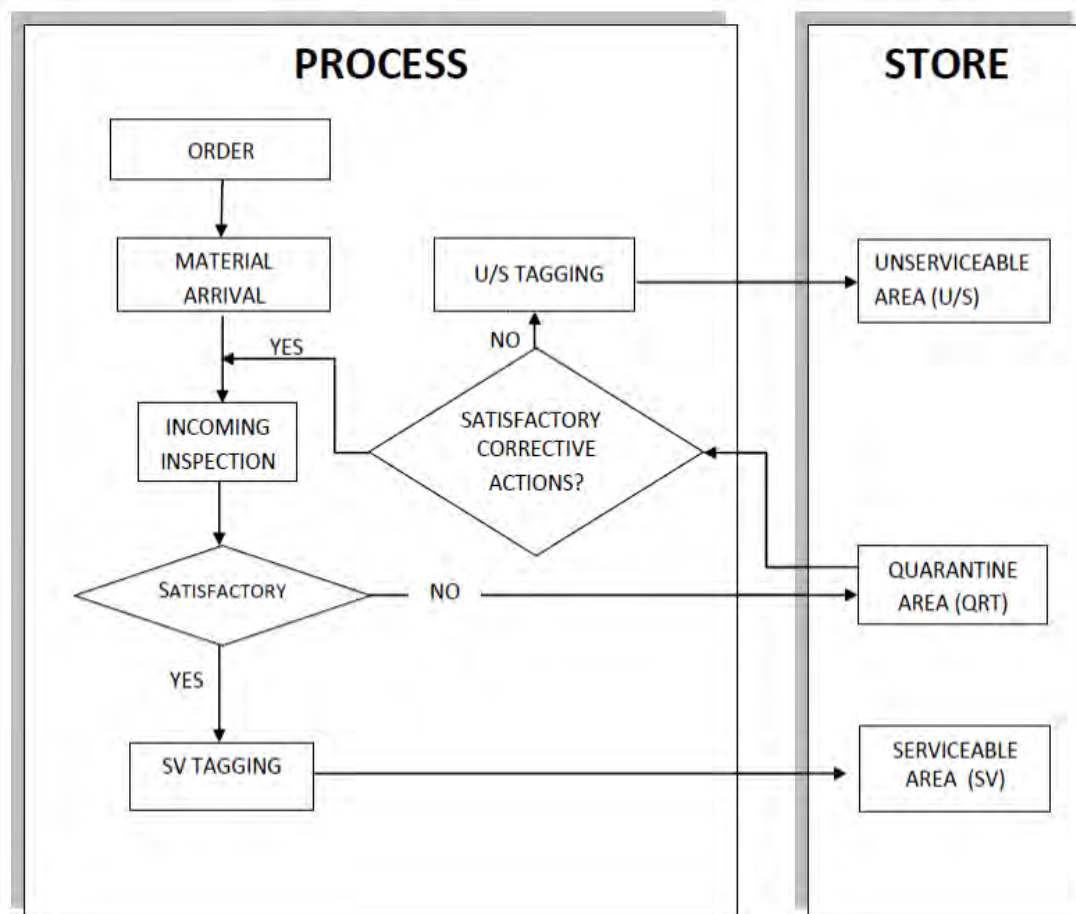 PROCESS
STORE
ORDER
MATERIAL
ARRIVAL
U/S TAGGING
UNSERVICEABLE
AREA (U/S)
YES
NO
INCOMING
INSPECTION
SATISFACTORY
CORRECTIVE
ACTIONS?
SATISFACTORY
NO
QUARANTINE
AREA (QRT)
YES
SV TAGGING
SERVICEABLE
AREA (SV)